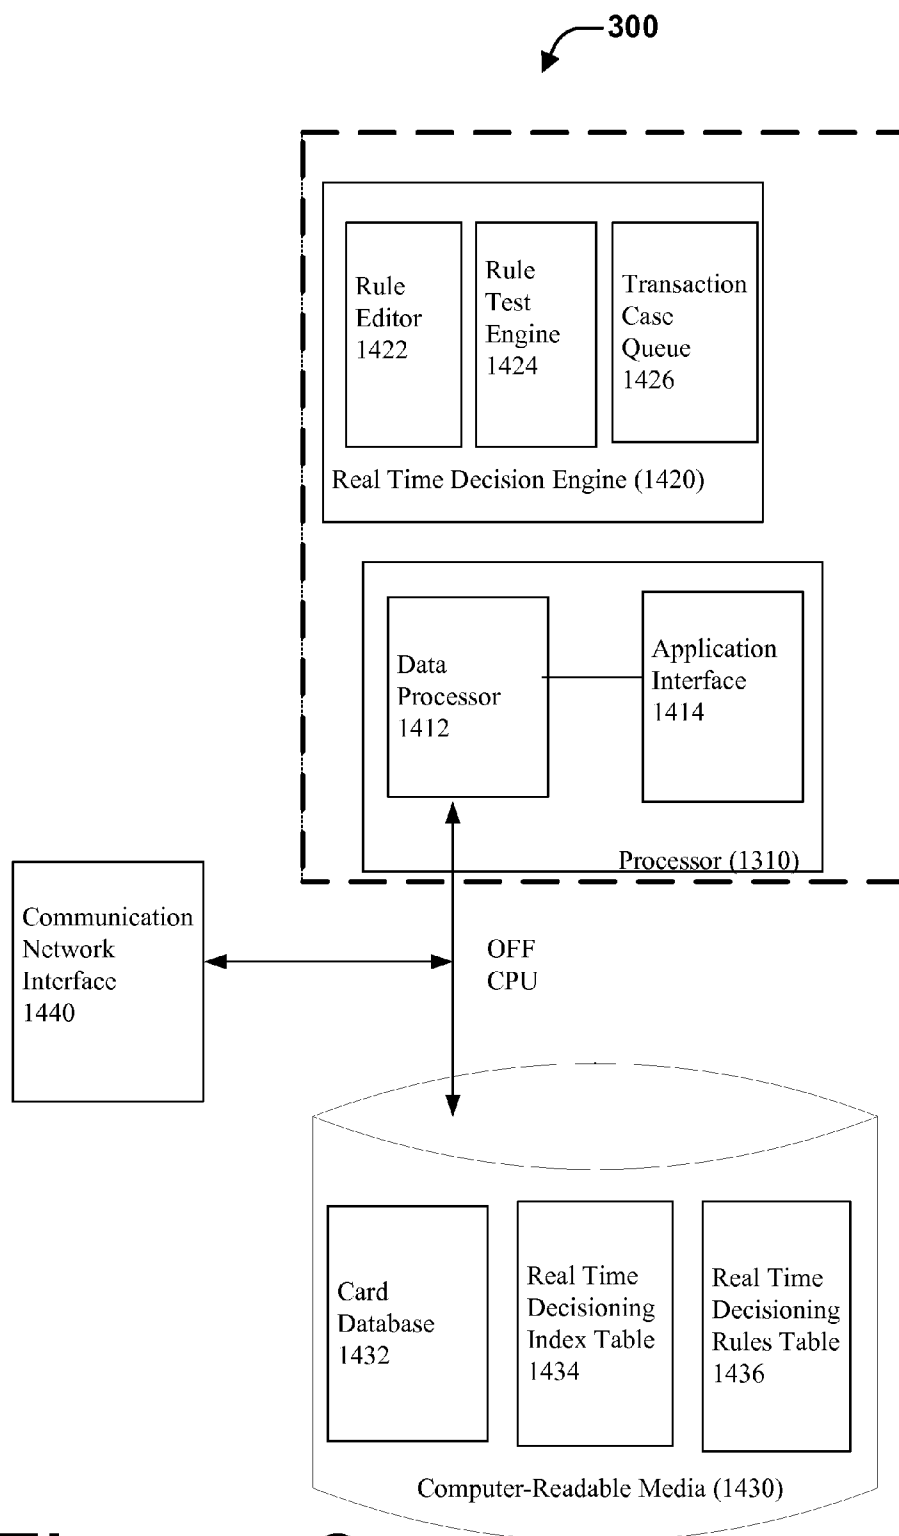 300
Rule
Editor
1422
Rule
Test
Engine
1424
Transaction
Case
Queue
1426
Real Time Decision Engine (1420)
Data
Processor
1412
Application
Interface
1414
Processor (1310)
Communication
Network
Interface
1440
OFF
CPU
Card
Database
1432
Real Time
Decisioning
Index Table
1434
Real Time
Decisioning
Rules Table
1436
Computer-Readable Media (1430)